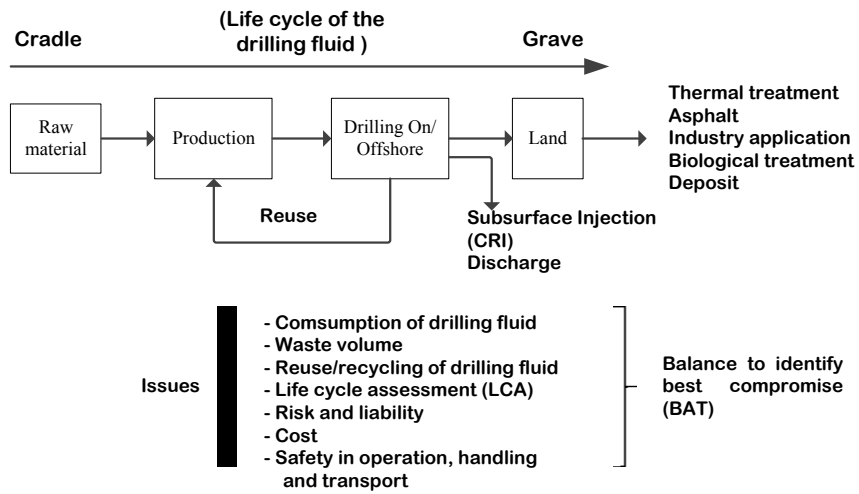 (Life cycle of the
drilling fluid )
Cradle
Grave
Raw
material
Production
Drilling On/
Offshore
Land
Thermal treatment
Asphalt
Industry application
Biological treatment
Deposit
Reuse
Subsurface Injection
(CRI)
Discharge
Issues
- Comsumption of drilling fluid
- Waste volume
- Reuse/recycling of drilling fluid
- Life cycle assessment (LCA)
- Risk and liability
- Cost
- Safety in operation, handling
and transport
Balance to identify
best compromise
(BAT)